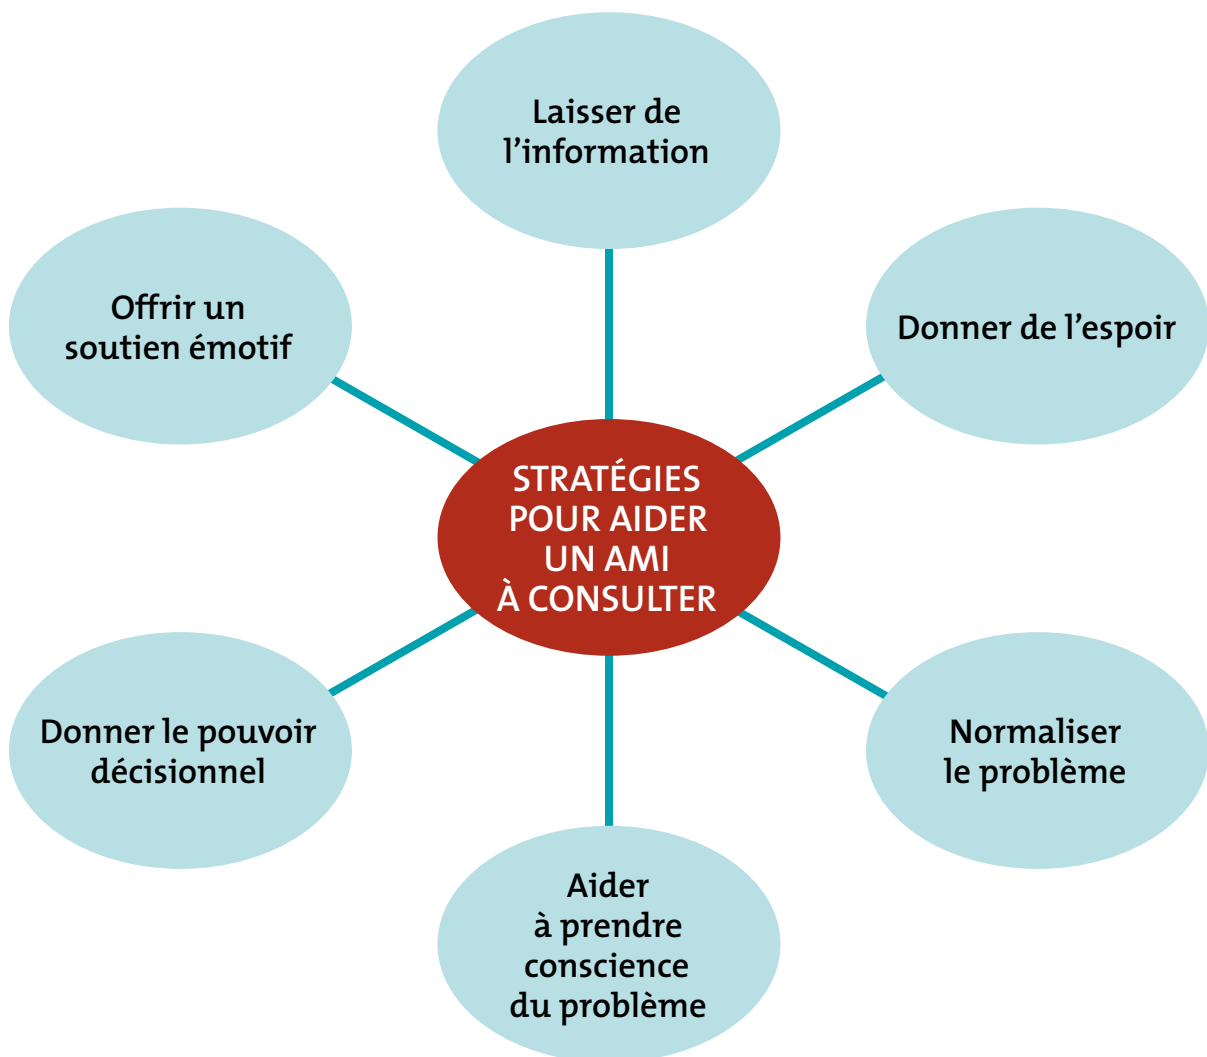 Laisser de
l'information
Offrir un
soutien émotif
Donner de l'espoir
STRATÉGIES
POUR AIDER
UN AMI
À CONSULTER
Donner le pouvoir
décisionnel
Normaliser
le problème
Aider
à prendre
conscience
du problème